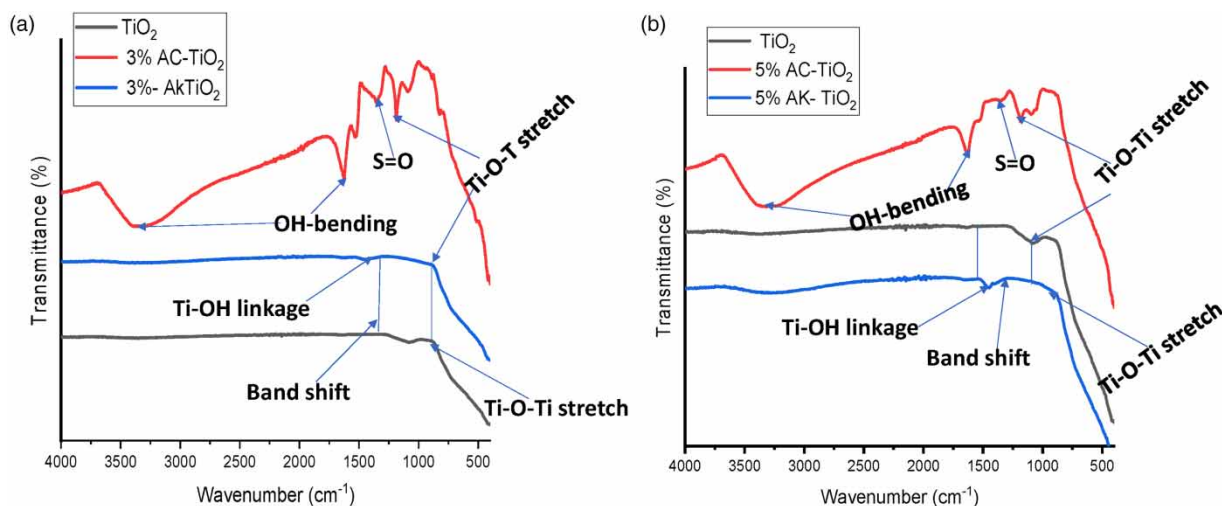 (a)
TiO₂
3% AC-TiO₂
3%- AkTiO₂
Transmittance (%)
S=O
Ti-O-T stretch
OH-bending
Ti-OH linkage
Band shift
Ti-O-Ti stretch
4000 3500 3000 2500 2000 1500 1000 500
Wavenumber (cm⁻¹)
(b)
TiO₂
5% AC-TiO₂
5% AK- TiO₂
Transmittance (%)
S=O
Ti-O-Ti stretch
OH-bending
Ti-OH linkage
Band shift
Ti-O-Ti stretch
4000 3500 3000 2500 2000 1500 1000 500
Wavenumber (cm⁻¹)